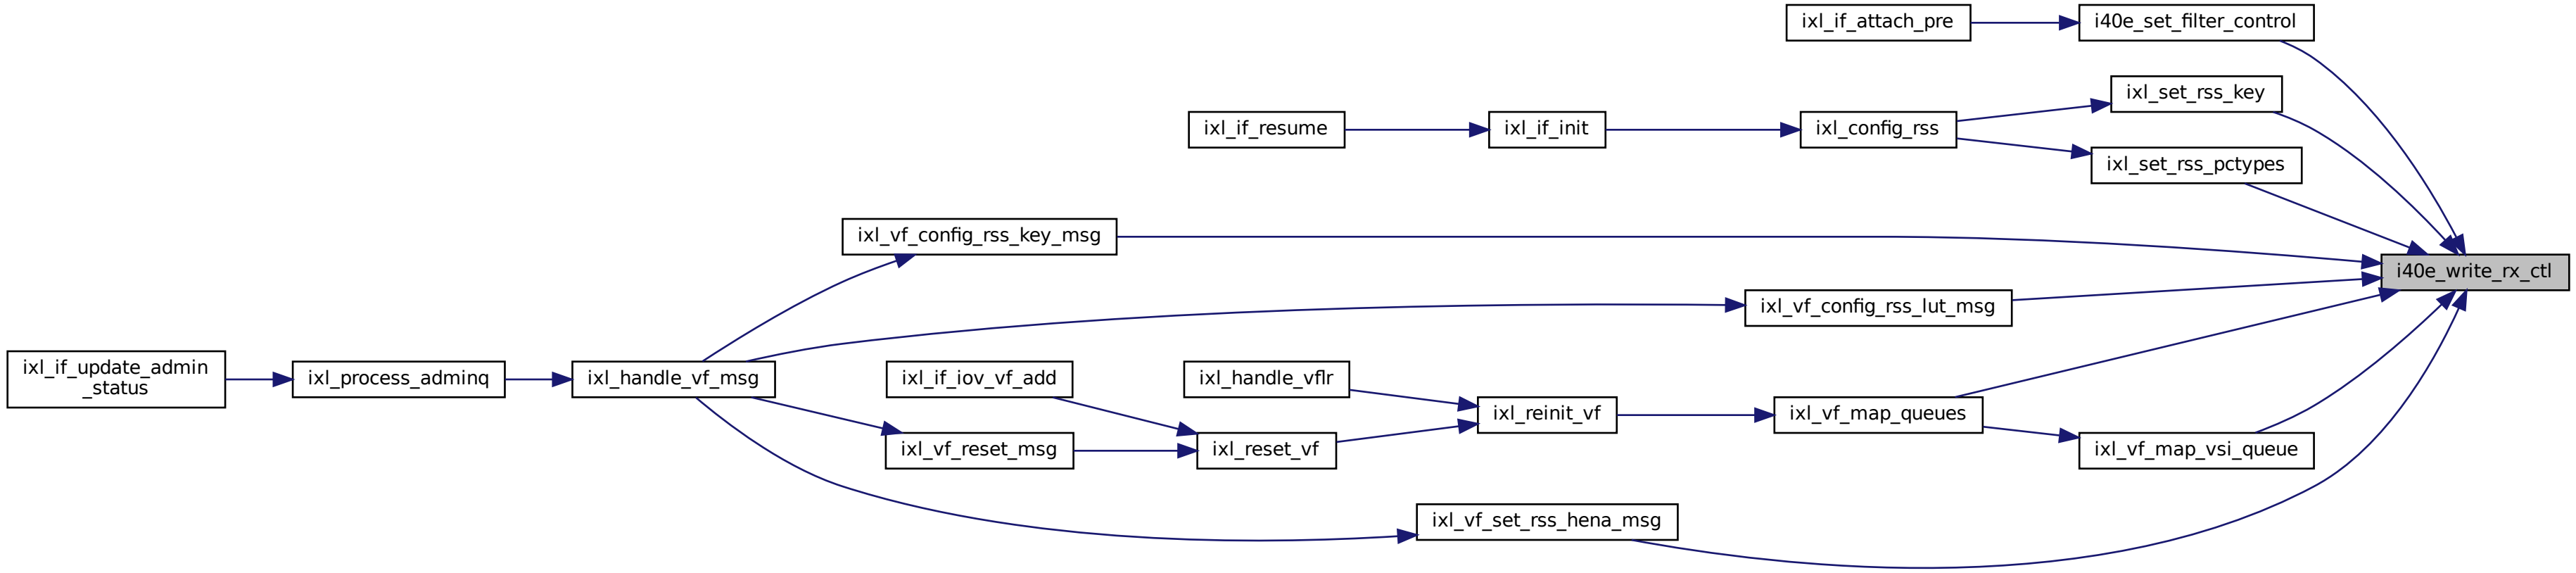 ixl_if_attach_pre
i40e_set_filter_control
ixl_set_rss_key
ixl_if_resume
ixl_if_init
ixl_config_rss
ixl_set_rss_pctypes
ixl_vf_config_rss_key_msg
i40e_write_rx_ctl
ixl_vf_config_rss_lut_msg
ixl_if_update_admin
_status
ixl_process_adminq
ixl_handle_vf_msg
ixl_if_iov_vf_add
ixl_handle_vflr
ixl_reinit_vf
ixl_vf_map_queues
ixl_vf_reset_msg
ixl_reset_vf
ixl_vf_map_vsi_queue
ixl_vf_set_rss_hena_msg